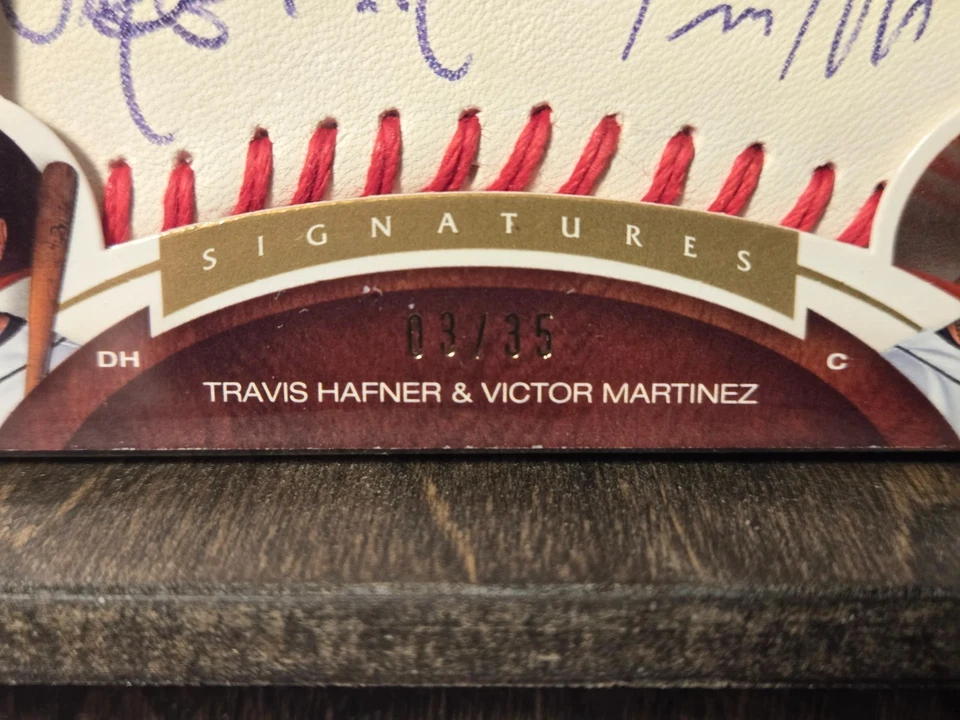 SIGNATURES
03/35
DH
C
TRAVIS HAFNER & VICTOR MARTINEZ